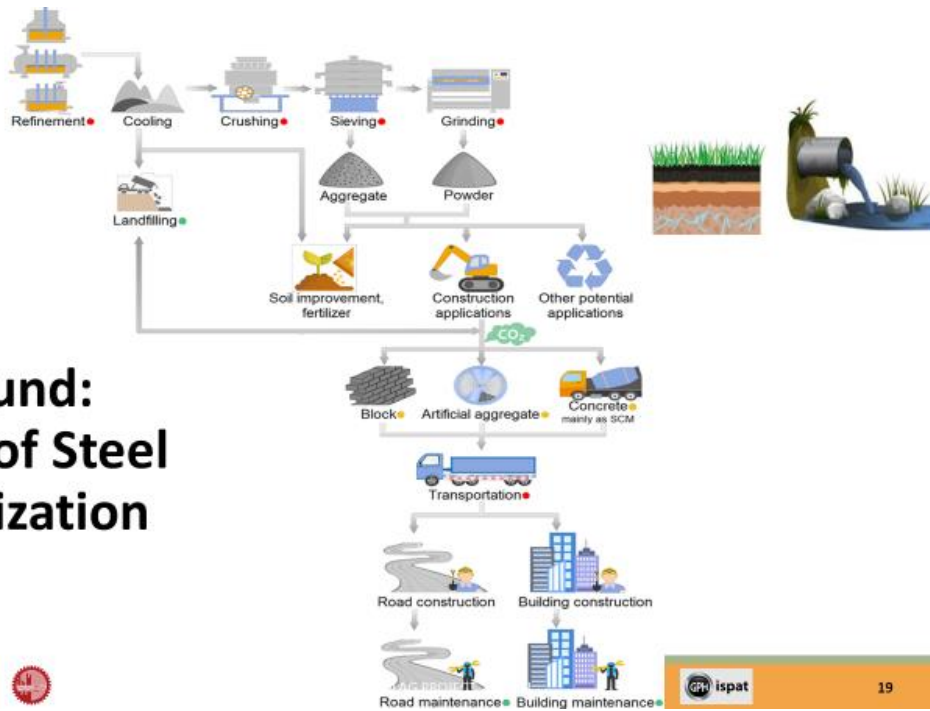 Refinement
Cooling
Crushing
Sieving
Grinding
Landfilling
Aggregate
Powder
Soil improvement,
fertilizer
Construction
applications
Other potential
applications
CO₂
und:
of Steel
ization
Block
Artificial aggregate
Concrete
mainly as SCM
Transportation
Road construction
Building construction
Road maintenance
Building maintenance
GPH ispat
19